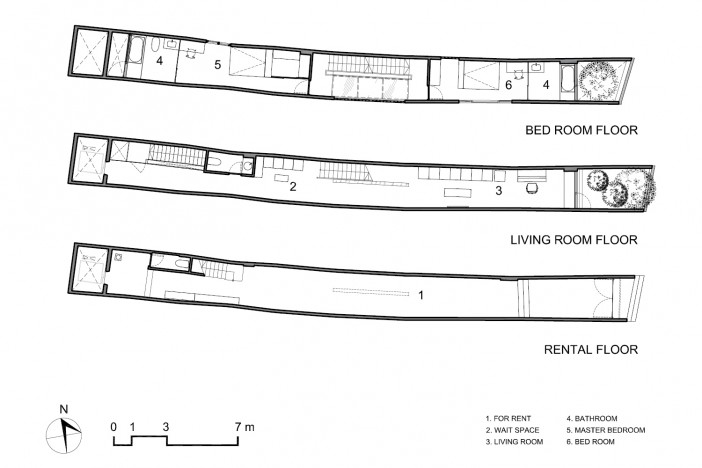 4
5
6
4
BED ROOM FLOOR
2
3
LIVING ROOM FLOOR
1
RENTAL FLOOR
N
0 1 3 7 m
1. FOR RENT
2. WAIT SPACE
3. LIVING ROOM
4. BATHROOM
5. MASTER BEDROOM
6. BED ROOM